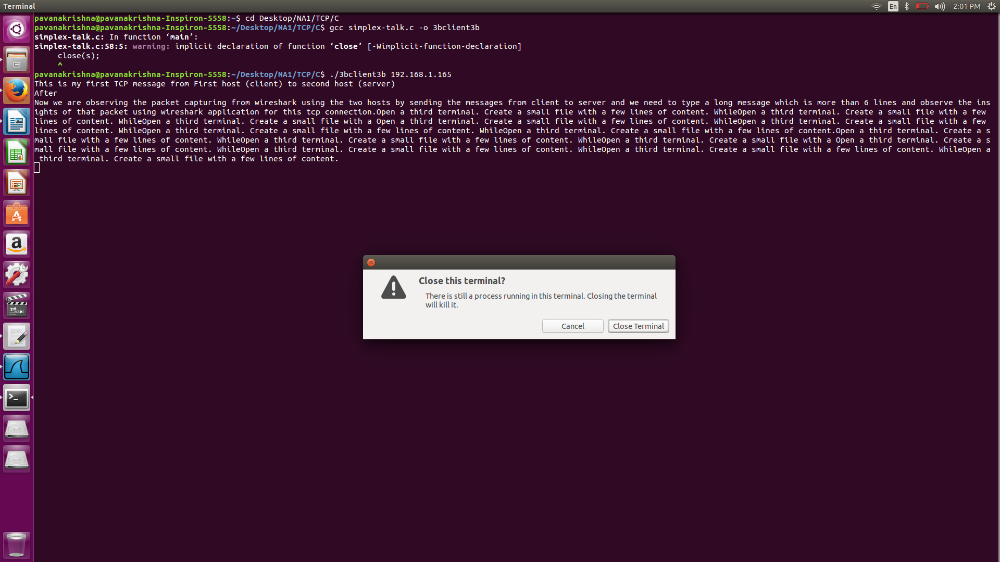 Terminal
En
2:01 PM
pavanakrishna@pavanakrishna-Inspiron-5558:~$ cd Desktop/NA1/TCP/C
pavanakrishna@pavanakrishna-Inspiron-5558:~/Desktop/NA1/TCP/C$ gcc simplex-talk.c -o 3bclient3b
simplex-talk.c: In function ‘main’:
simplex-talk.c:58:5: warning: implicit declaration of function ‘close’ [-Wimplicit-function-declaration]
close(s);
^
pavanakrishna@pavanakrishna-Inspiron-5558:~/Desktop/NA1/TCP/C$ ./3bclient3b 192.168.1.165
This is my first TCP message from First host (client) to second host (server)
After
Now we are observing the packet capturing from wireshark using the two hosts by sending the messages from client to server and we need to type a long message which is more than 6 lines and observe the ins
ights of that packet using wireshark application for this tcp connection.Open a third terminal. Create a small file with a few lines of content. WhileOpen a third terminal. Create a small file with a few
lines of content. WhileOpen a third terminal. Create a small file with a Open a third terminal. Create a small file with a few lines of content. WhileOpen a third terminal. Create a small file with a few
lines of content. WhileOpen a third terminal. Create a small file with a few lines of content. WhileOpen a third terminal. Create a small file with a few lines of content.Open a third terminal. Create a s
mall file with a few lines of content. WhileOpen a third terminal. Create a small file with a few lines of content. WhileOpen a third terminal. Create a small file with a Open a third terminal. Create a s
mall file with a few lines of content. WhileOpen a third terminal. Create a small file with a few lines of content. WhileOpen a third terminal. Create a small file with a few lines of content. WhileOpen a
third terminal. Create a small file with a few lines of content.
Close this terminal?
There is still a process running in this terminal. Closing the terminal
will kill it.
Cancel
Close Terminal